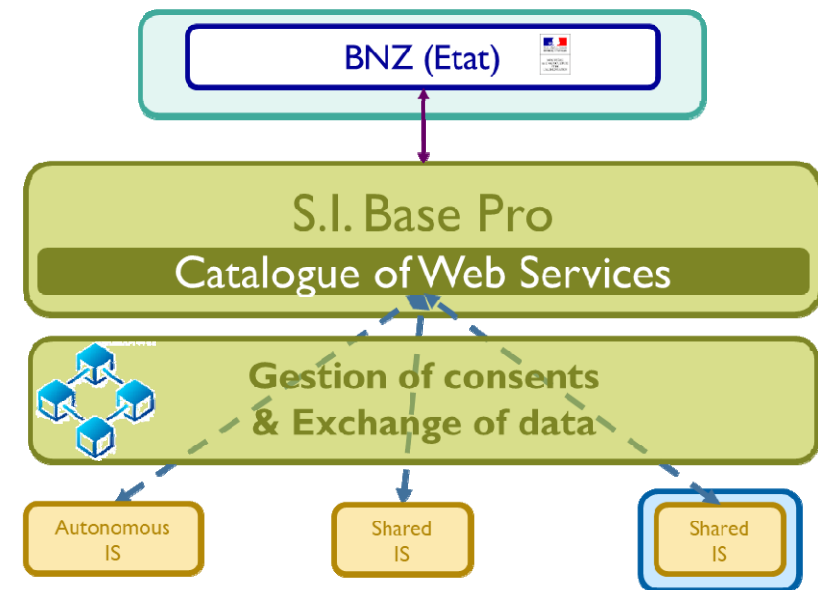 BNZ (Etat)
S.I. Base Pro
Catalogue of Web Services
Gestion of consents
& Exchange of data
Autonomous
IS
Shared
IS
Shared
IS